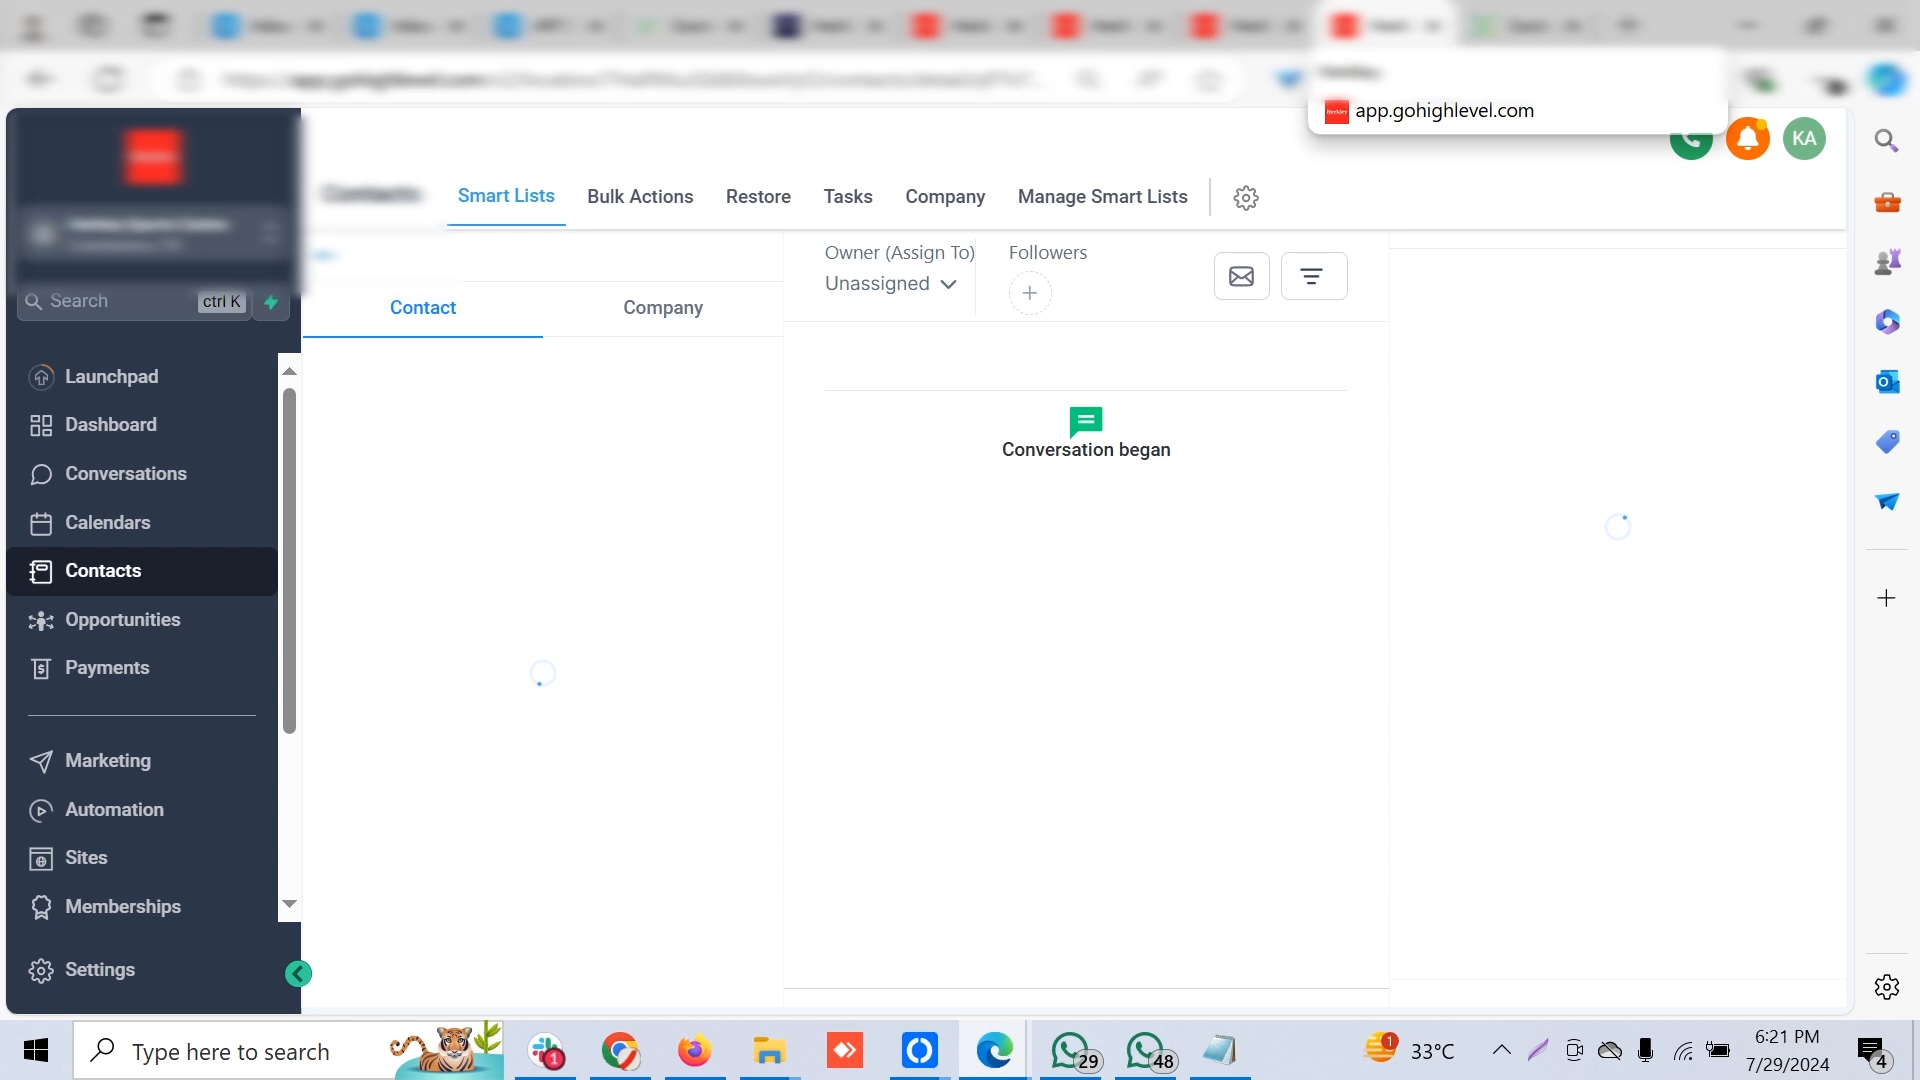 app.gohighlevel.com
KA
Smart Lists
Bulk Actions
Restore
Tasks
Company
Manage Smart Lists
Search
ctrl K
Owner (Assign To)
Followers
Unassigned
Contact
Company
Conversation began
Launchpad
Dashboard
Conversations
Calendars
Contacts
Opportunities
Payments
Marketing
Automation
Sites
Memberships
Settings
Type here to search
1
29
48
1
33°C
6:21 PM
7/29/2024
4